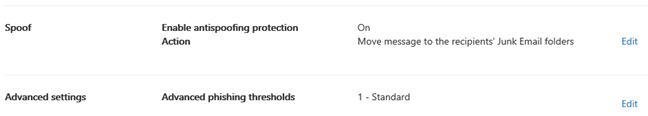 Spoof Enable antispoofing protection On
Action Move message to the recipients' Junk Email folders Edit
Advanced settings Advanced phishing thresholds 1 - Standard
Edit